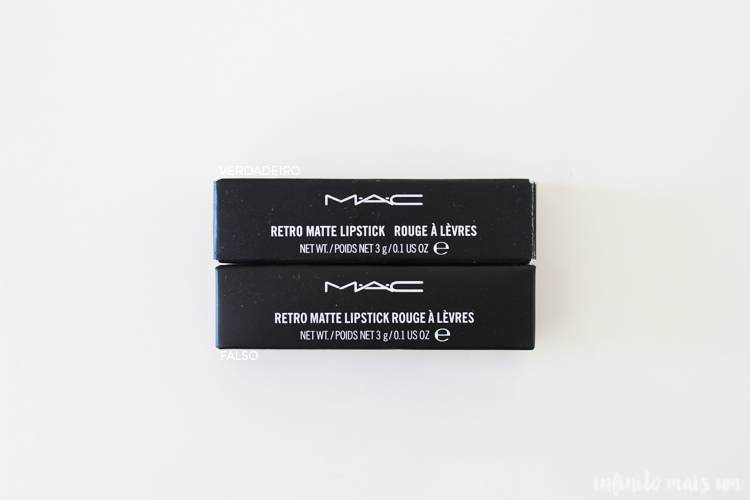 VERDADEIRO
MAC
RETRO MATTE LIPSTICK ROUGE À LÈVRES
NET WT. / POIDS NET 3 g / 0.1 US OZ ℮
MAC
RETRO MATTE LIPSTICK ROUGE À LÈVRES
NET WT. / POIDS NET 3 g / 0.1 US OZ ℮
FALSO
infinito mais um